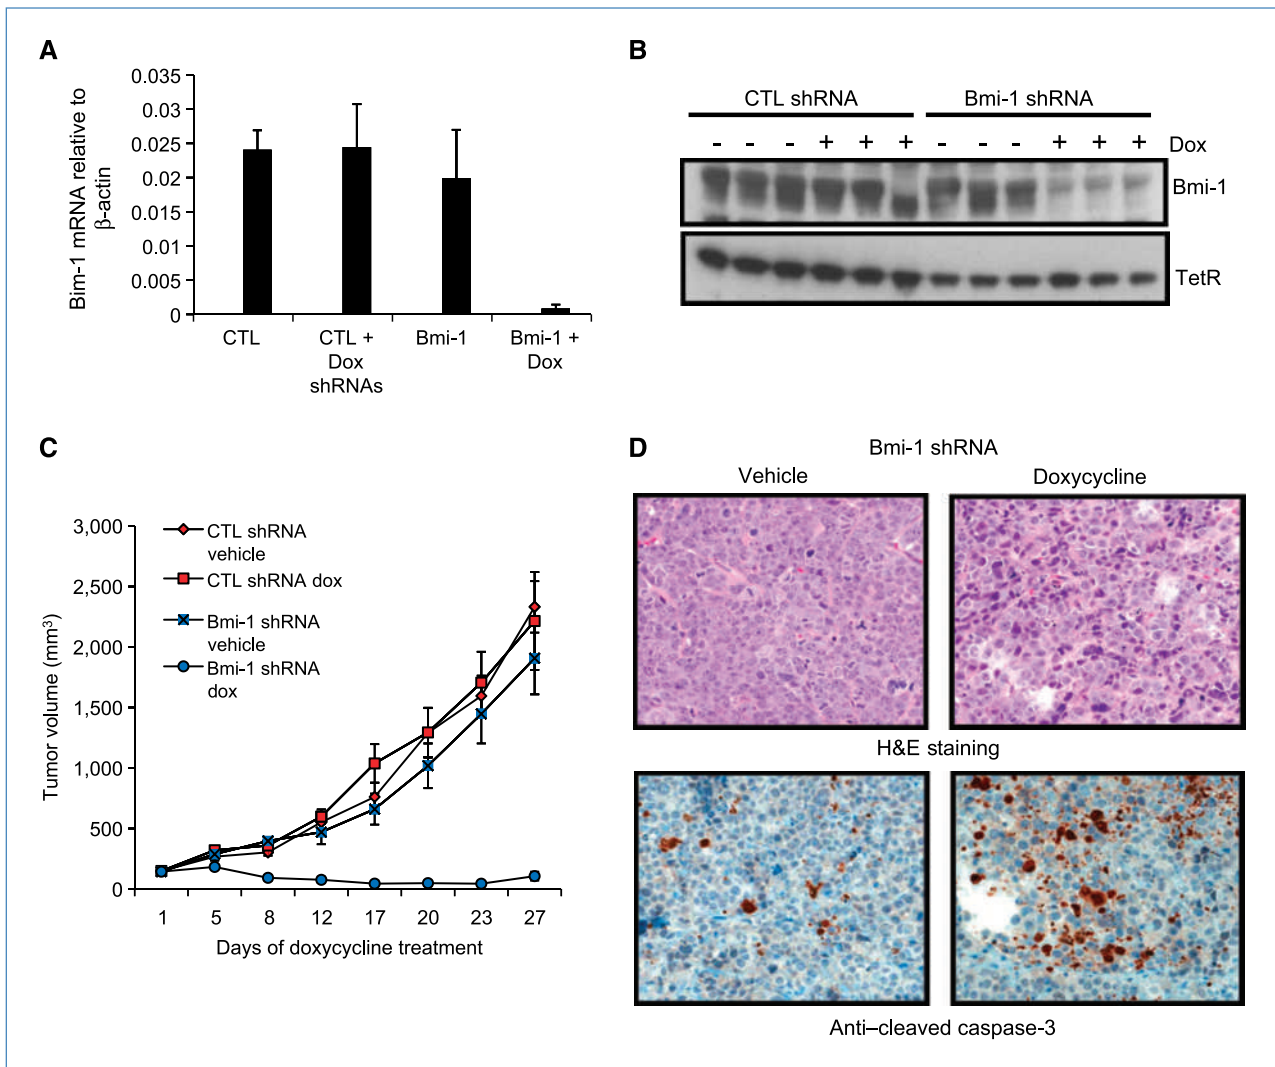 A
Bim-1 mRNA relative to
β-actin
0.035
0.03
0.025
0.02
0.015
0.01
0.005
0
CTL
CTL +
Dox
shRNAs
Bmi-1
Bmi-1 +
Dox
B
CTL shRNA
Bmi-1 shRNA
- - - + + + - - - + + + Dox
Bmi-1
TetR
C
Tumor volume (mm³)
3,000
2,500
2,000
1,500
1,000
500
0
CTL shRNA
vehicle
CTL shRNA dox
Bmi-1 shRNA
vehicle
Bmi-1 shRNA
dox
1 5 8 12 17 20 23 27
Days of doxycycline treatment
D
Bmi-1 shRNA
Vehicle
Doxycycline
H&E staining
Anti–cleaved caspase-3